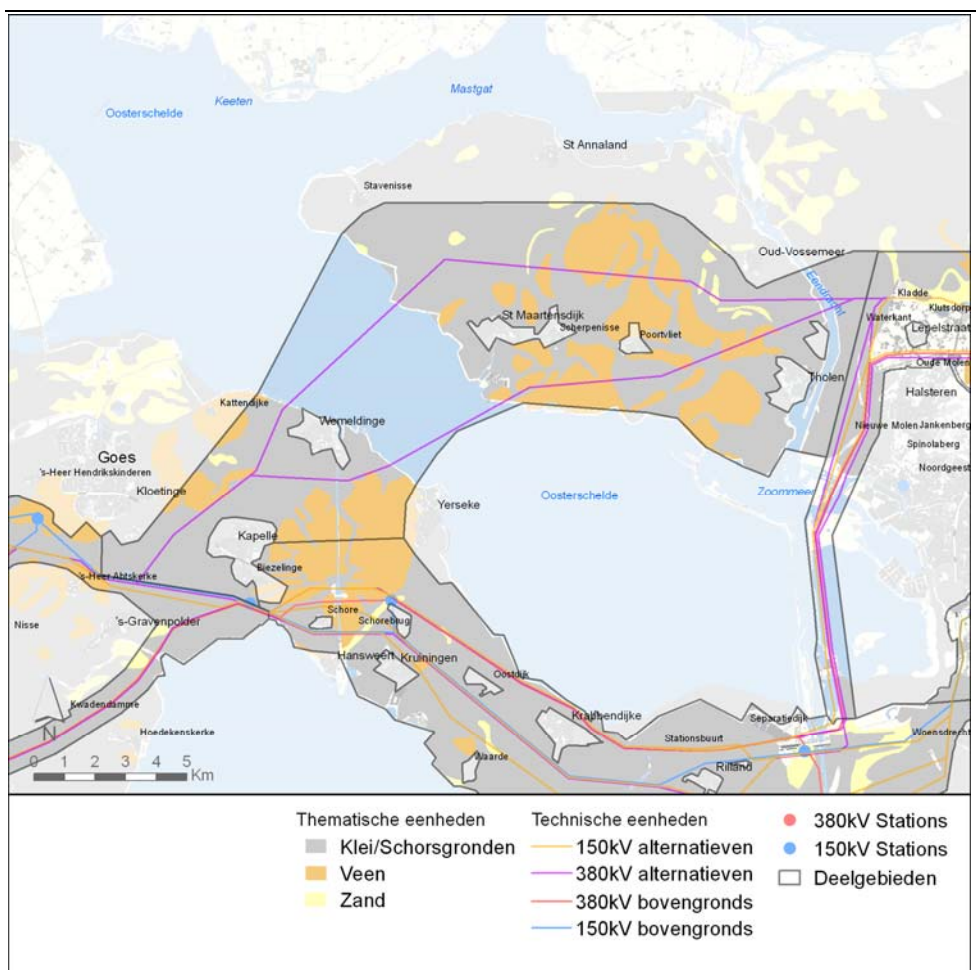 Keeten
Mastgat
Oosterschelde
St Annaland
Stavenisse
Oud-Vossemeer
Eendracht
Kladde
Klutsdorp
Waterkant
Lepelstraat
St Maartensdijk
Scherpenisse
Poortvliet
Oude Molen
Tholen
Halsteren
Kattendijke
Wemeldinge
Nieuwe Molen
Jankenberg
Spinolaberg
Goes
's-Heer Hendrikskinderen
Noordgeest
Kloetinge
Yerseke
Oosterschelde
Zoommeer
Kapelle
Biezelinge
's-Heer Abtskerke
Schore
Schorebrug
's-Gravenpolder
Nisse
Hansweert
Kruiningen
Oostdijk
Kwadendamme
Krabbendijke
Separatiedijk
Hoedekenskerke
Stationsbuurt
Woensdrecht
Waarde
Rilland
N
0 1 2 3 4 5
Km
Thematische eenheden
Klei/Schorsgronden
Veen
Zand
Technische eenheden
150kV alternatieven
380kV alternatieven
380kV bovengronds
150kV bovengronds
380kV Stations
150kV Stations
Deelgebieden